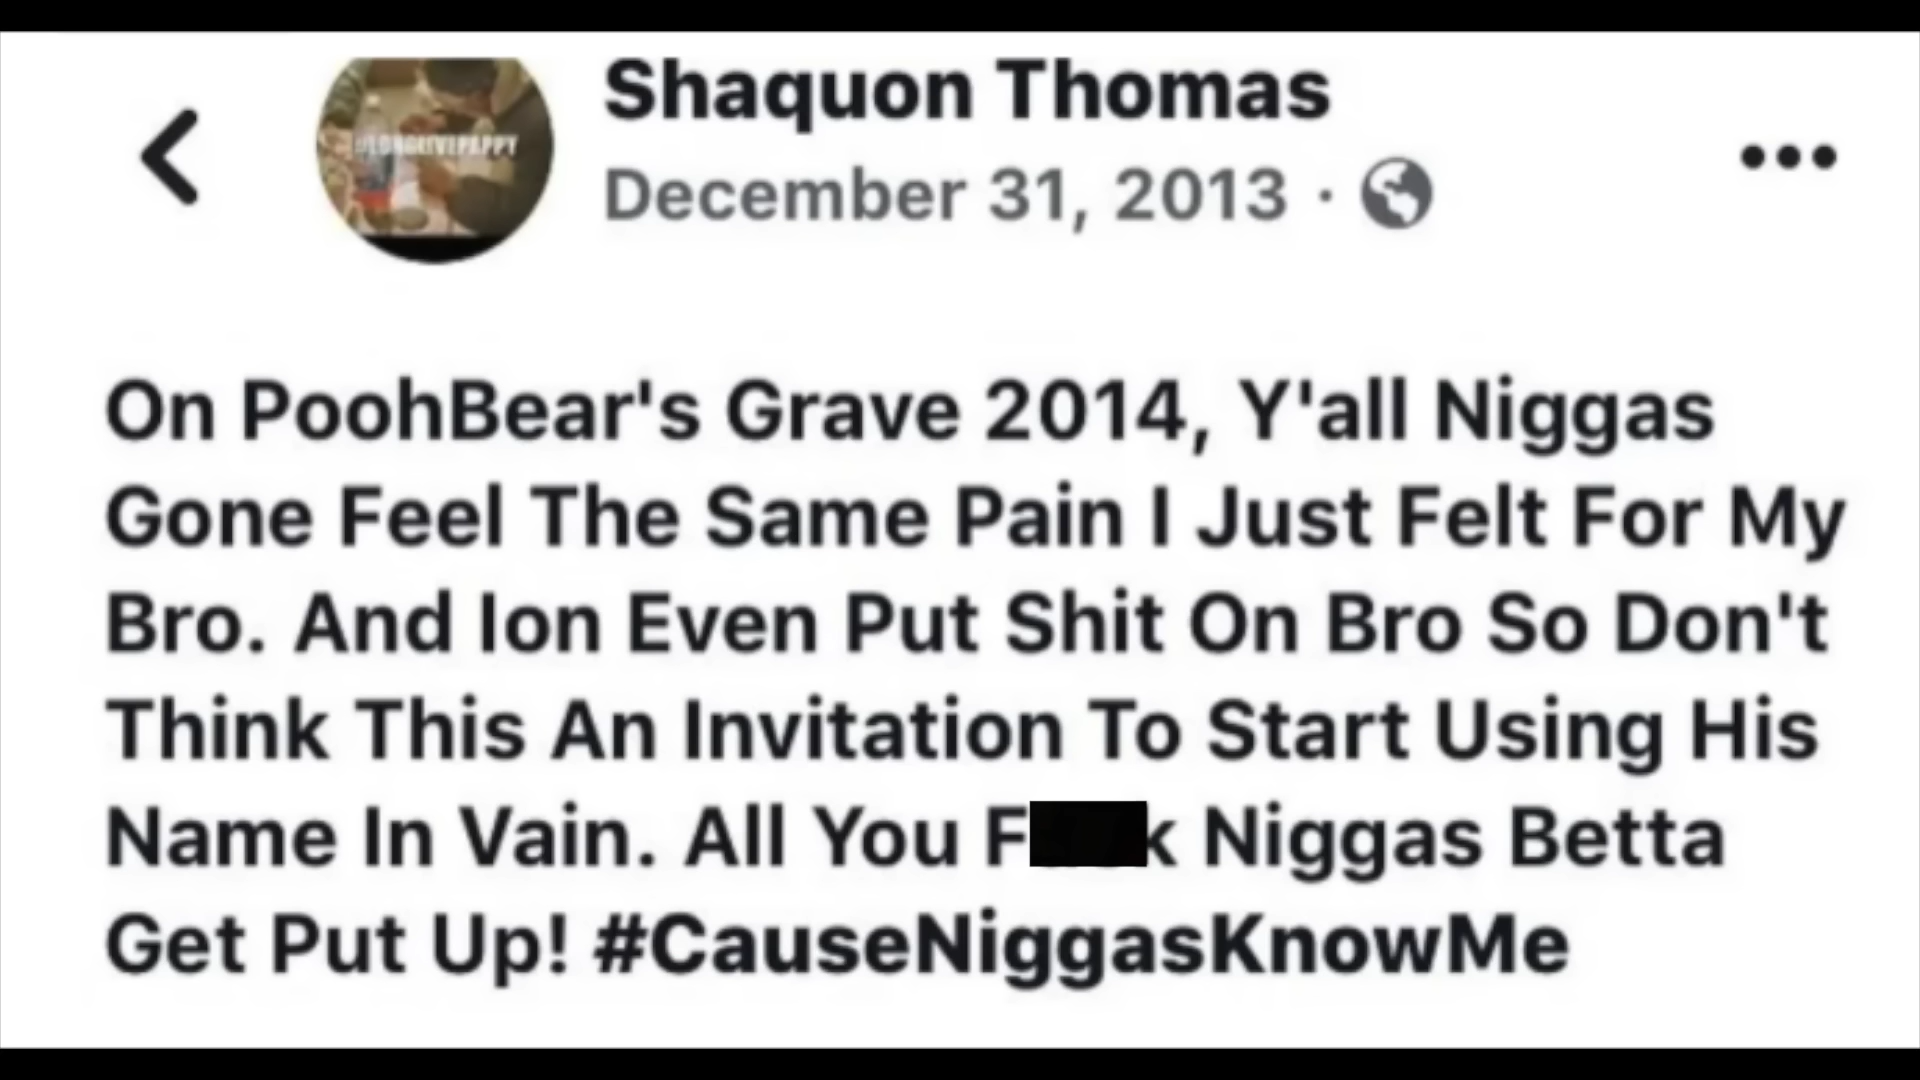 Shaquon Thomas
December 31, 2013 ·
#LONGLIVEPAPPY
On PoohBear's Grave 2014, Y'all Niggas
Gone Feel The Same Pain I Just Felt For My
Bro. And Ion Even Put Shit On Bro So Don't
Think This An Invitation To Start Using His
Name In Vain. All You F k Niggas Betta
Get Put Up! #CauseNiggasKnowMe